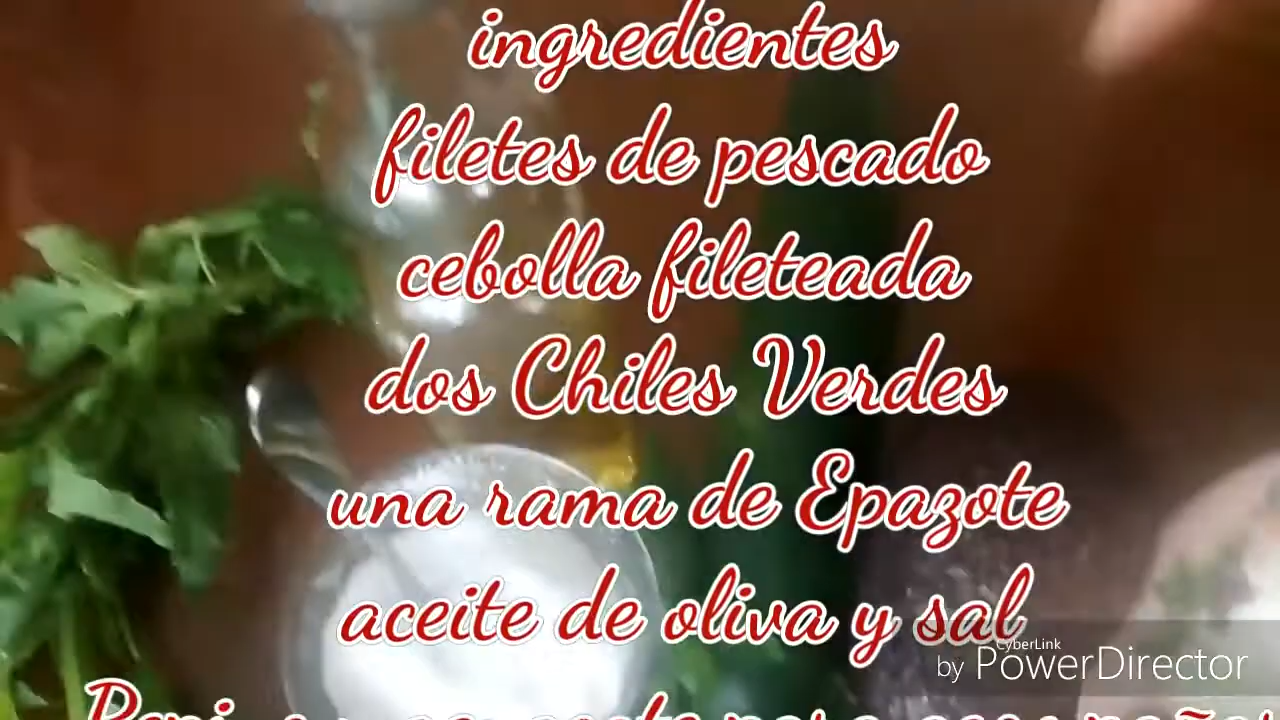 ingredientes
filetes de pescado
cebolla fileteada
dos Chiles Verdes
una rama de Epazote
aceite de oliva y sal
CyberLink
by PowerDirector